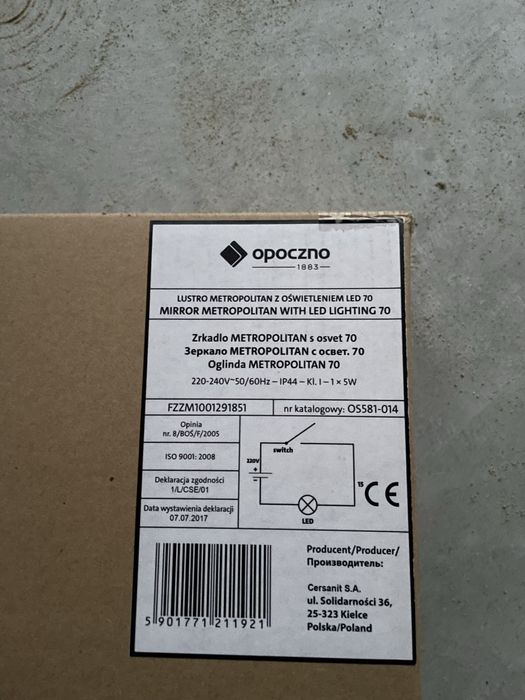 opoczno
1883
LUSTRO METROPOLITAN Z OŚWIETLENIEM LED 70
MIRROR METROPOLITAN WITH LED LIGHTING 70
Zrkadlo METROPOLITAN s osvet 70
Зеркало METROPOLITAN с освет. 70
Oglinda METROPOLITAN 70
220-240V~50/60Hz – IP44 – Kl. I – 1 × 5W
FZZM1001291851
nr katalogowy: OS581-014
Opinia
nr. 8/BOŚ/F/2005
ISO 9001: 2008
Deklaracja zgodności
1/L/CSE/01
Data wystawienia deklaracji
07.07.2017
switch
220V
+
–
LED
15
CE
5 901771 211921
Producent/Producer/
Производитель:
Cersanit S.A.
ul. Solidarności 36,
25-323 Kielce
Polska/Poland